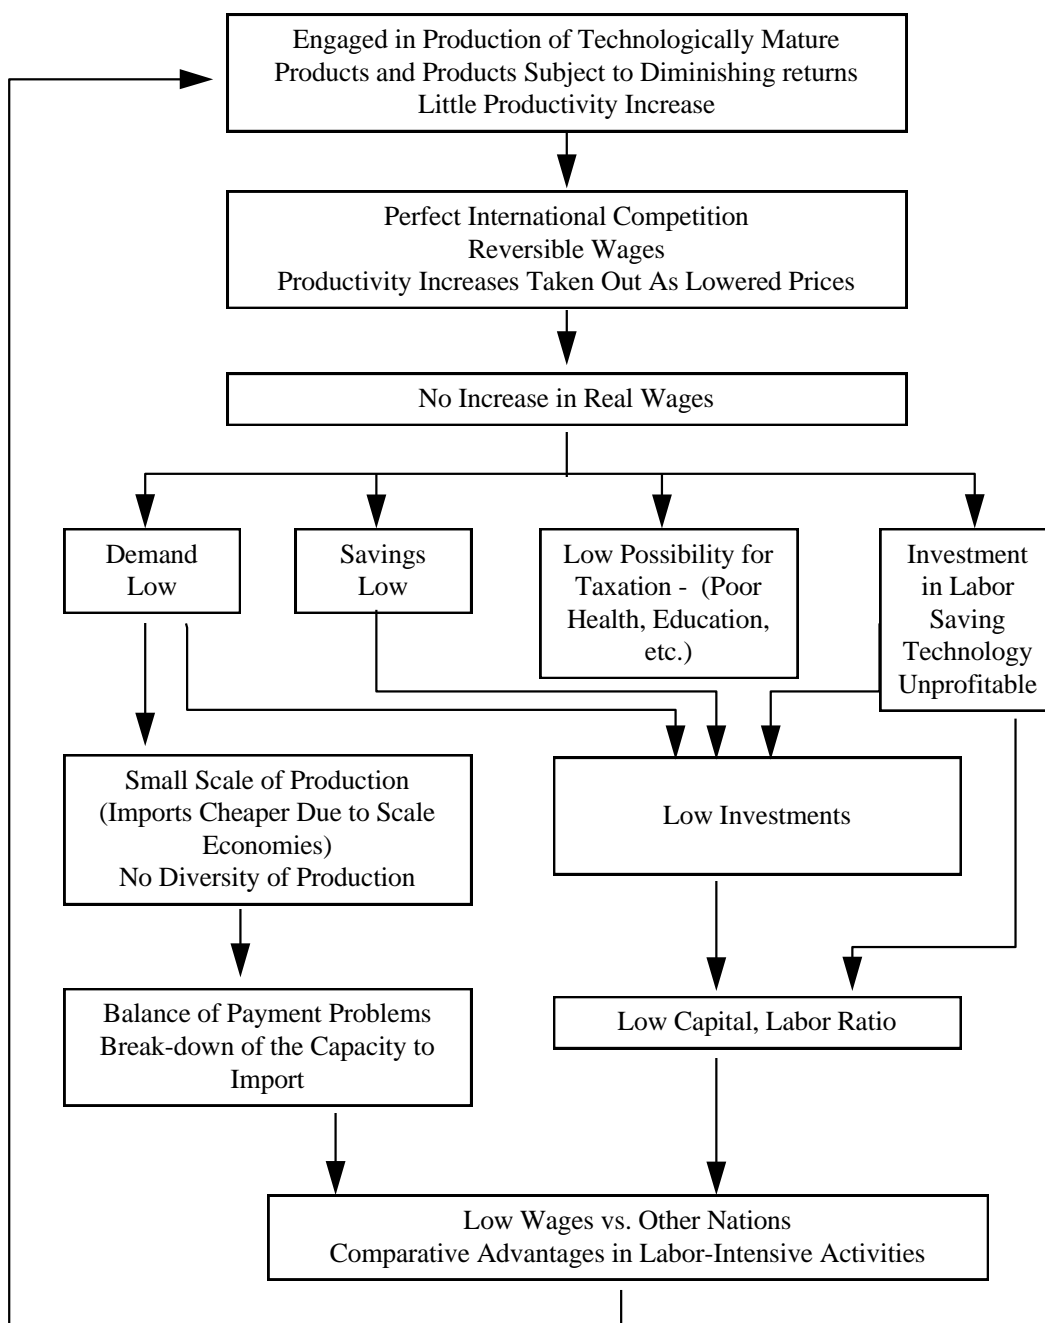 Engaged in Production of Technologically Mature
Products and Products Subject to Diminishing returns
Little Productivity Increase
Perfect International Competition
Reversible Wages
Productivity Increases Taken Out As Lowered Prices
No Increase in Real Wages
Demand
Low
Savings
Low
Low Possibility for
Taxation -  (Poor
Health, Education,
etc.)
Investment
in Labor
Saving
Technology
Unprofitable
Small Scale of Production
(Imports Cheaper Due to Scale
Economies)
No Diversity of Production
Low Investments
Balance of Payment Problems
Break-down of the Capacity to
Import
Low Capital, Labor Ratio
Low Wages vs. Other Nations
Comparative Advantages in Labor-Intensive Activities